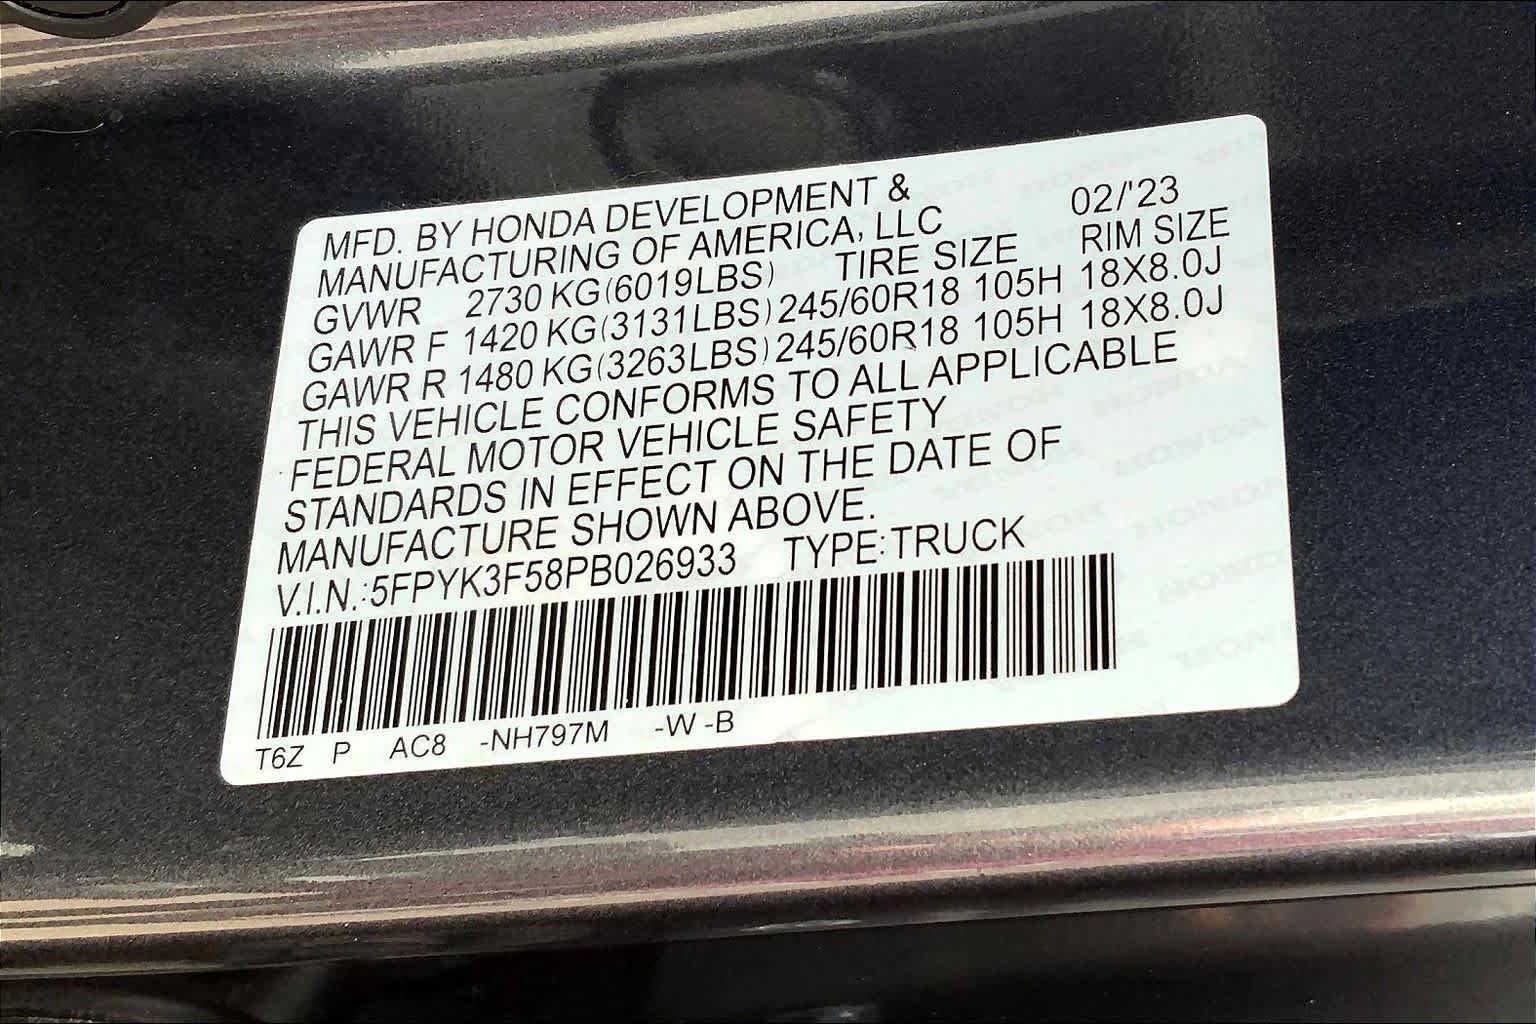 MFD. BY HONDA DEVELOPMENT &
MANUFACTURING OF AMERICA, LLC 02/'23
GVWR 2730 KG(6019LBS) TIRE SIZE RIM SIZE
GAWR F 1420 KG(3131LBS) 245/60R18 105H 18X8.0J
GAWR R 1480 KG(3263LBS) 245/60R18 105H 18X8.0J
THIS VEHICLE CONFORMS TO ALL APPLICABLE
FEDERAL MOTOR VEHICLE SAFETY
STANDARDS IN EFFECT ON THE DATE OF
MANUFACTURE SHOWN ABOVE.
V.I.N.:5FPYK3F58PB026933 TYPE:TRUCK
T6Z P AC8 -NH797M -W -B